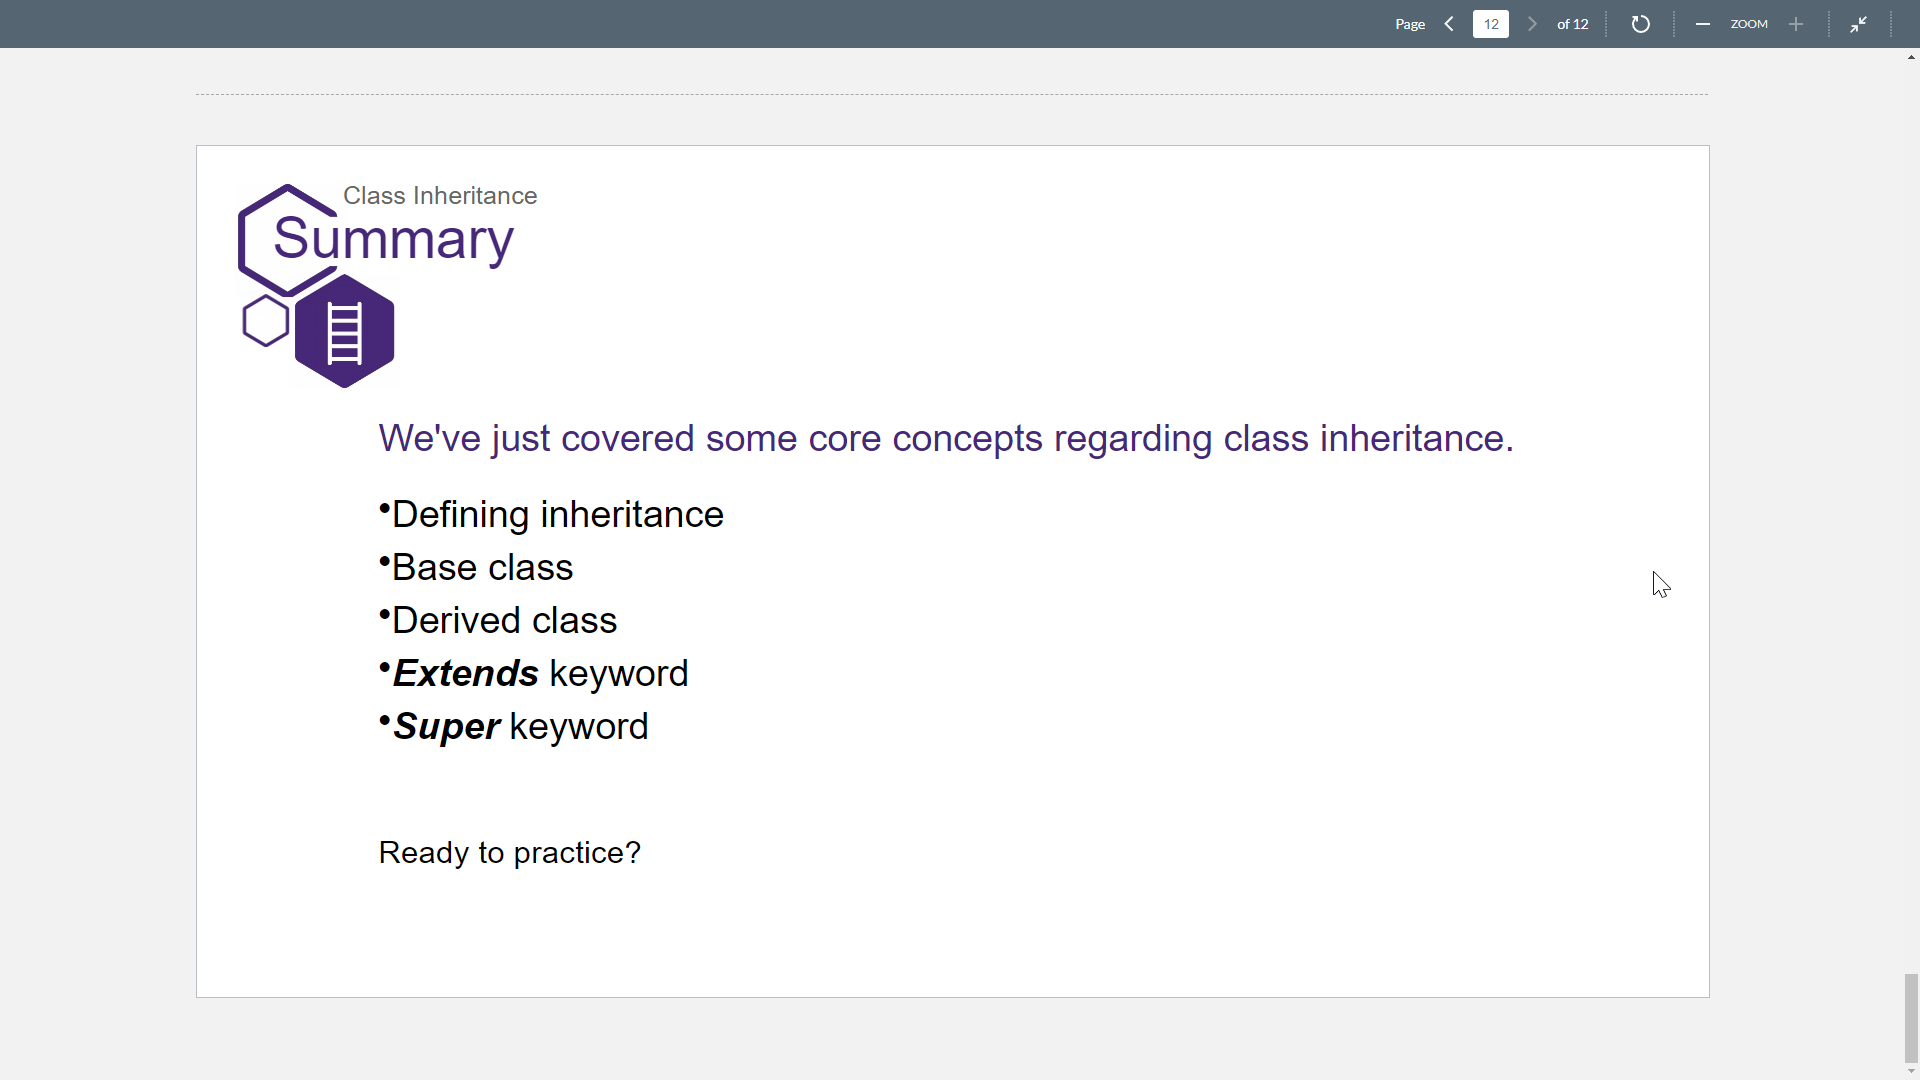 Page 12 of 12 ZOOM
Class Inheritance
Summary
We've just covered some core concepts regarding class inheritance.
•Defining inheritance
•Base class
•Derived class
•Extends keyword
•Super keyword
Ready to practice?